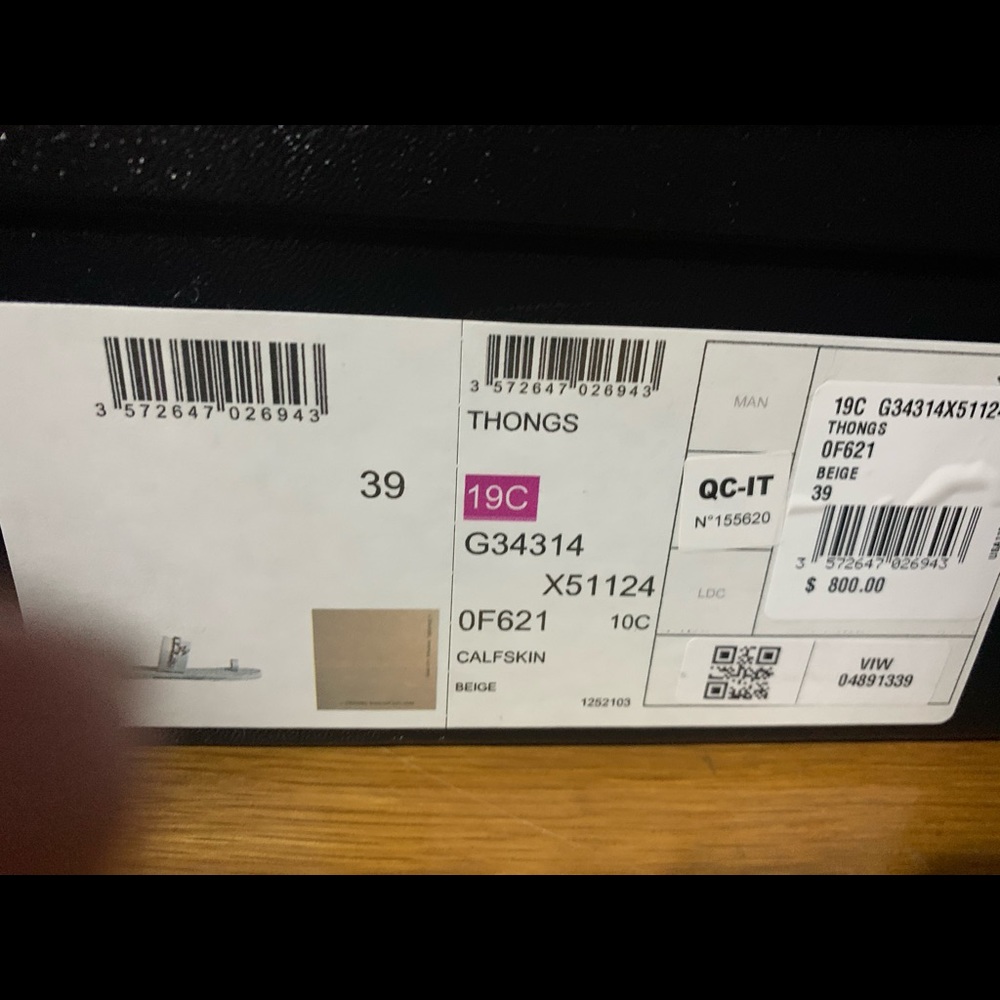 3 572647 026943
39
3 572647 026943
THONGS
19C
G34314
X51124
0F621 10C
CALFSKIN
BEIGE
1252103
MAN
QC-IT
N°155620
LDC
19C G34314X5112
THONGS
0F621
BEIGE
39
3 572647 026943
$ 800.00
VIW
04891339